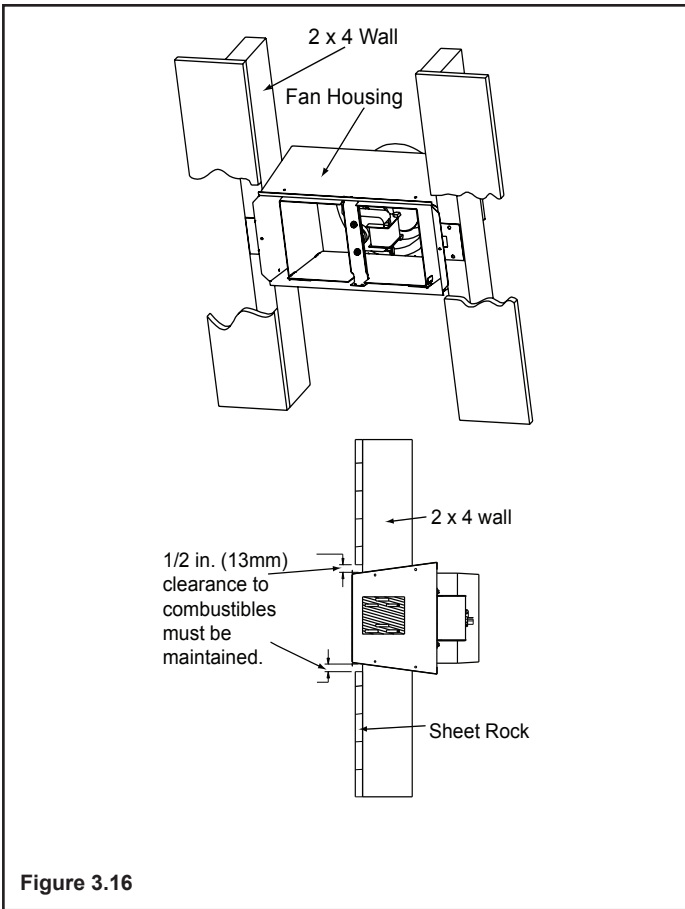 2 x 4 Wall
Fan Housing
2 x 4 wall
1/2 in. (13mm)
clearance to
combustibles
must be
maintained.
Sheet Rock
Figure 3.16